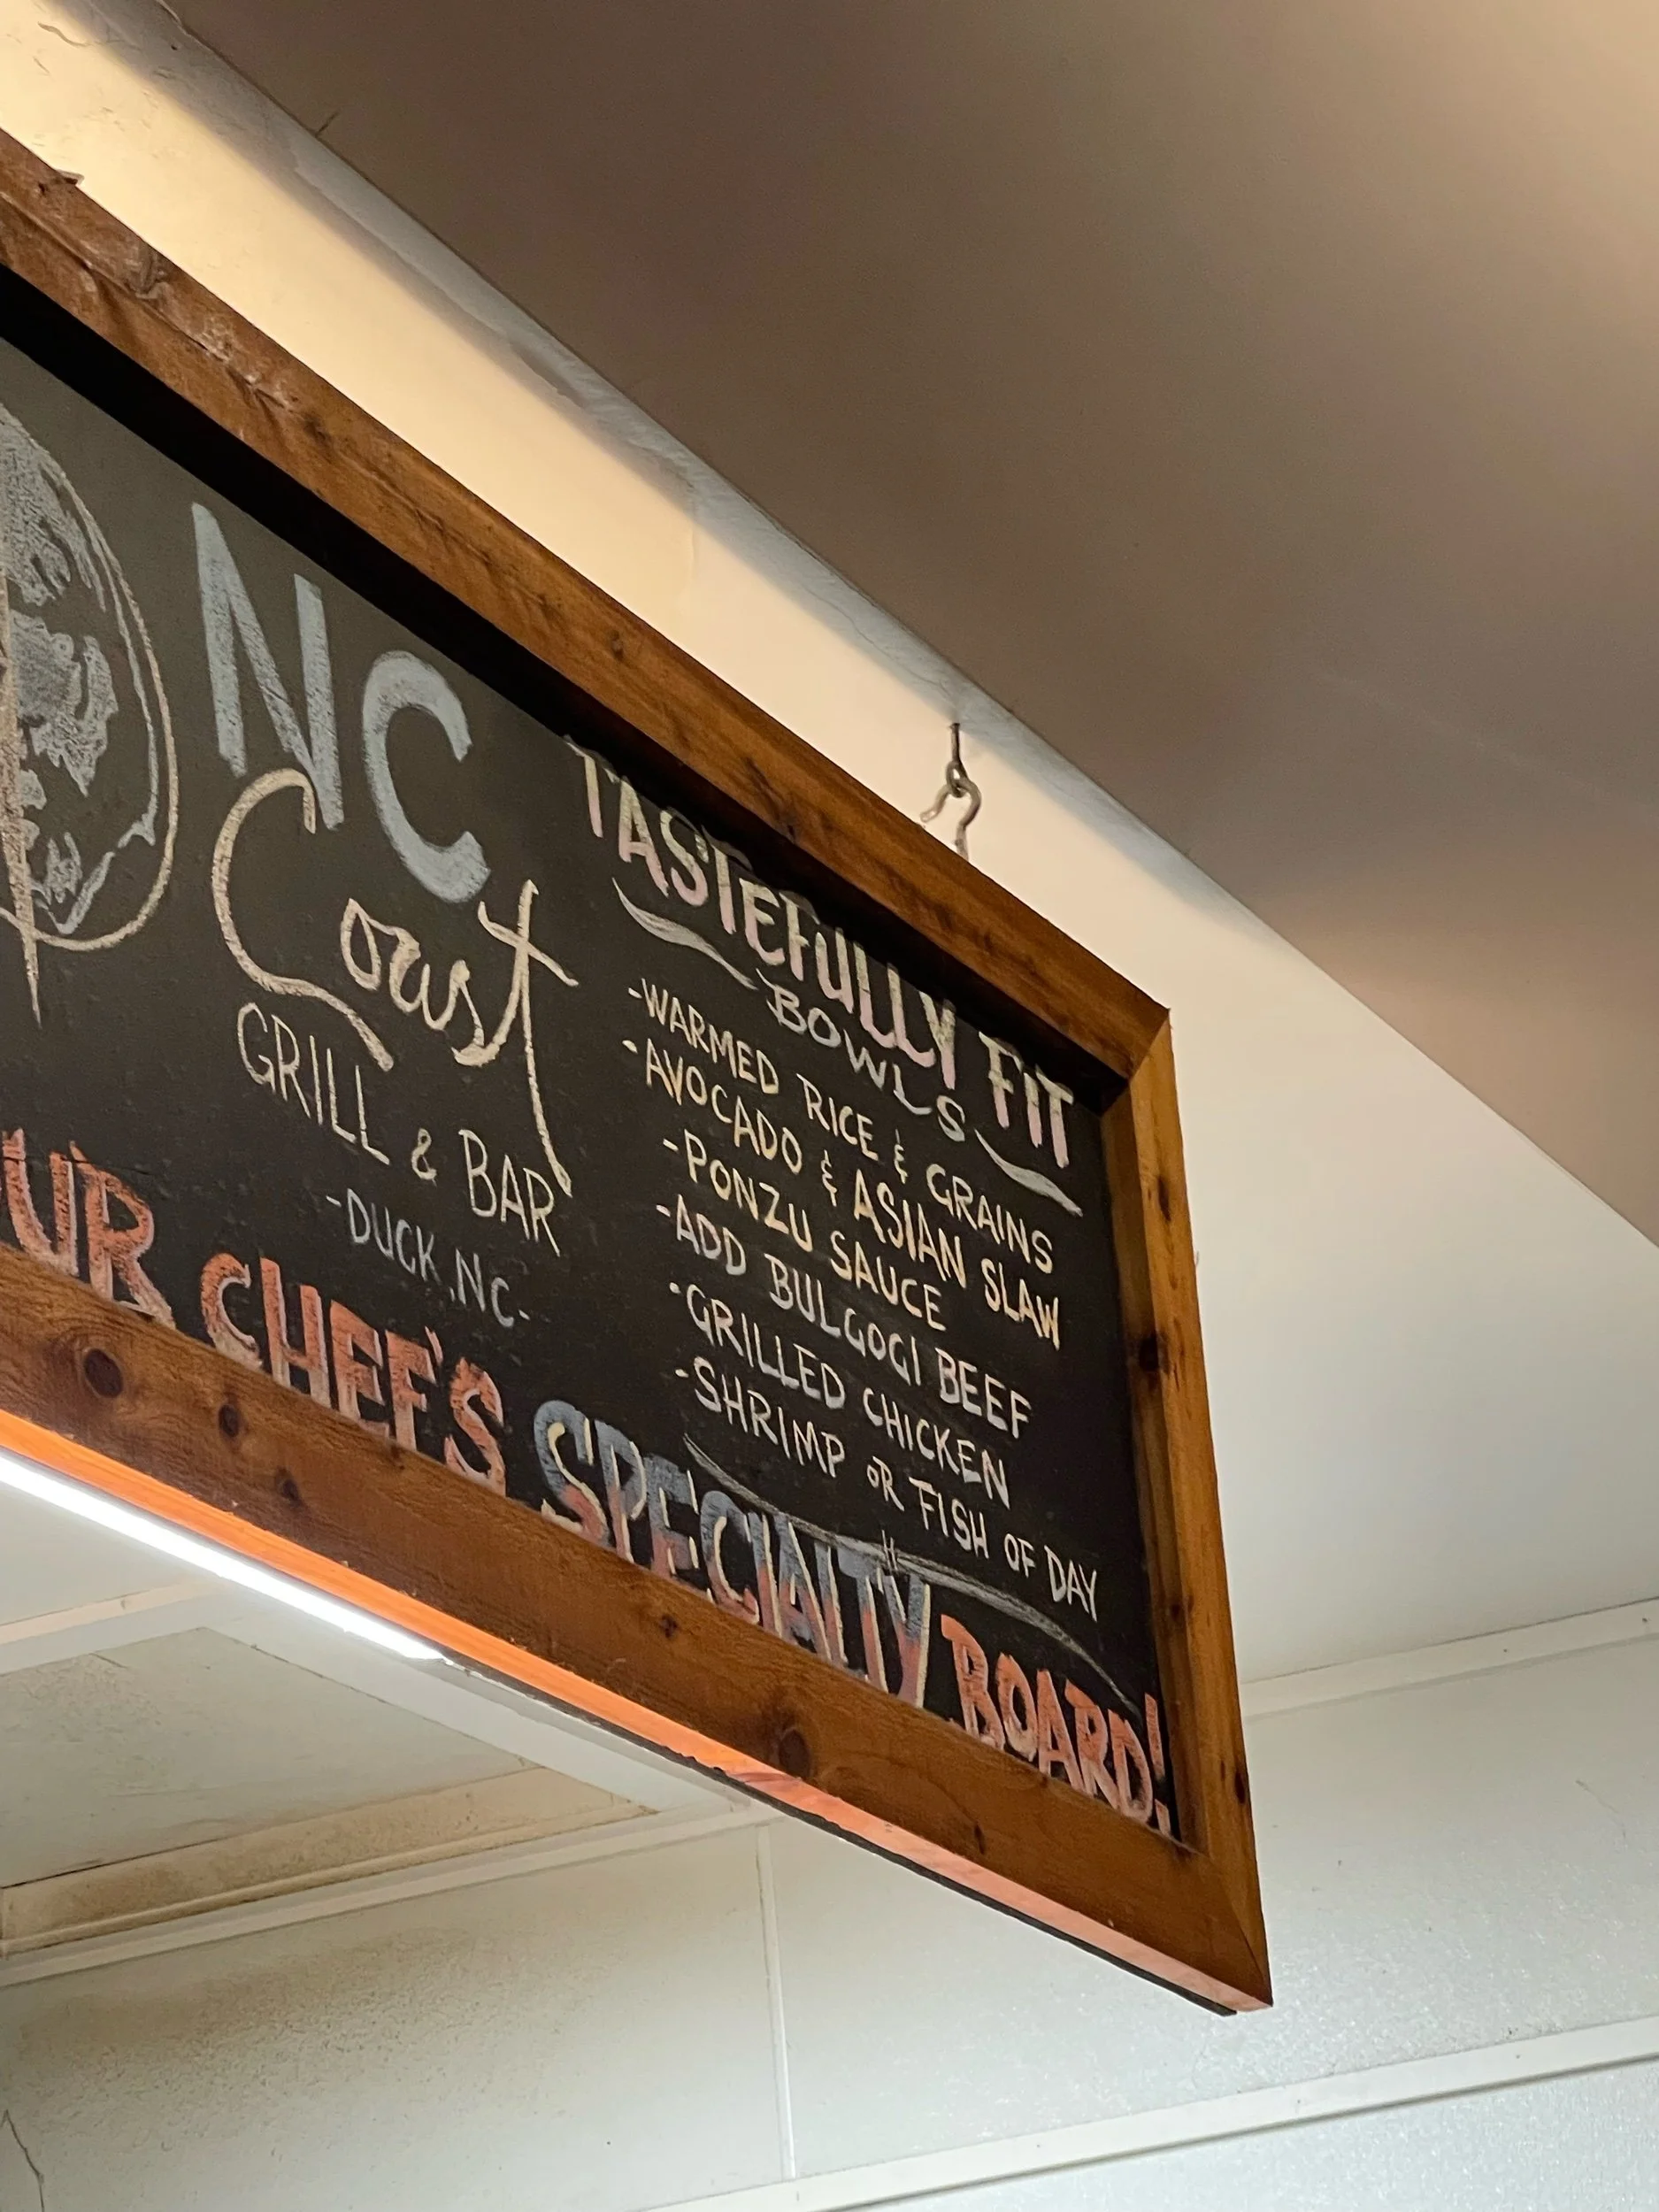 NC
Coast
GRILL & BAR
-DUCK, NC-
TASTEFULLY FIT
BOWLS
-WARMED RICE & GRAINS
-AVOCADO & ASIAN SLAW
-PONZU SAUCE
-ADD BULGOGI BEEF
-GRILLED CHICKEN
-SHRIMP OR FISH OF DAY
UR CHEF'S SPECIALTY BOARD!